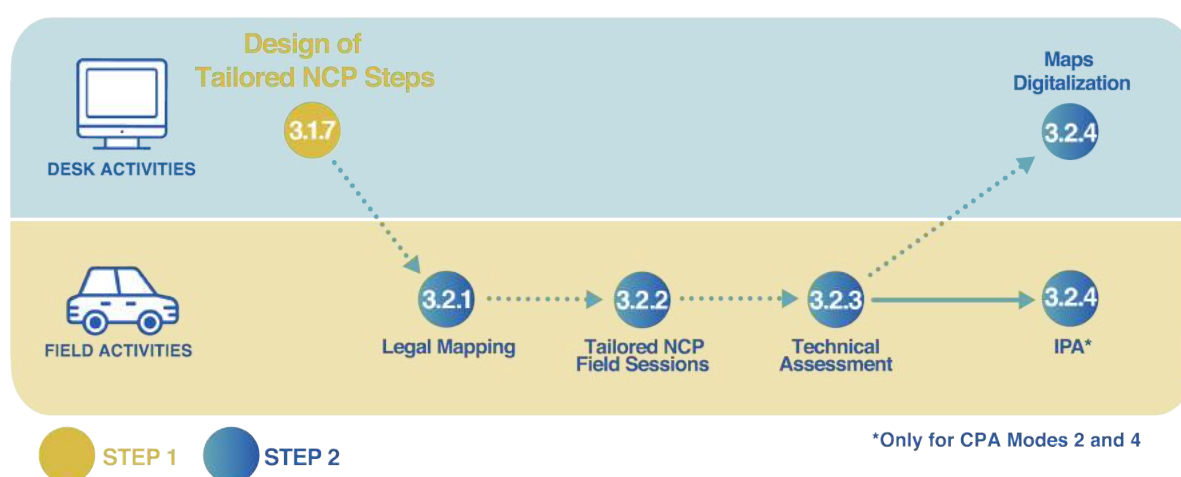 Design of
Tailored NCP Steps
3.1.7
DESK ACTIVITIES
Maps
Digitalization
3.2.4
FIELD ACTIVITIES
3.2.1
Legal Mapping
3.2.2
Tailored NCP
Field Sessions
3.2.3
Technical
Assessment
3.2.4
IPA*
STEP 1
STEP 2
*Only for CPA Modes 2 and 4